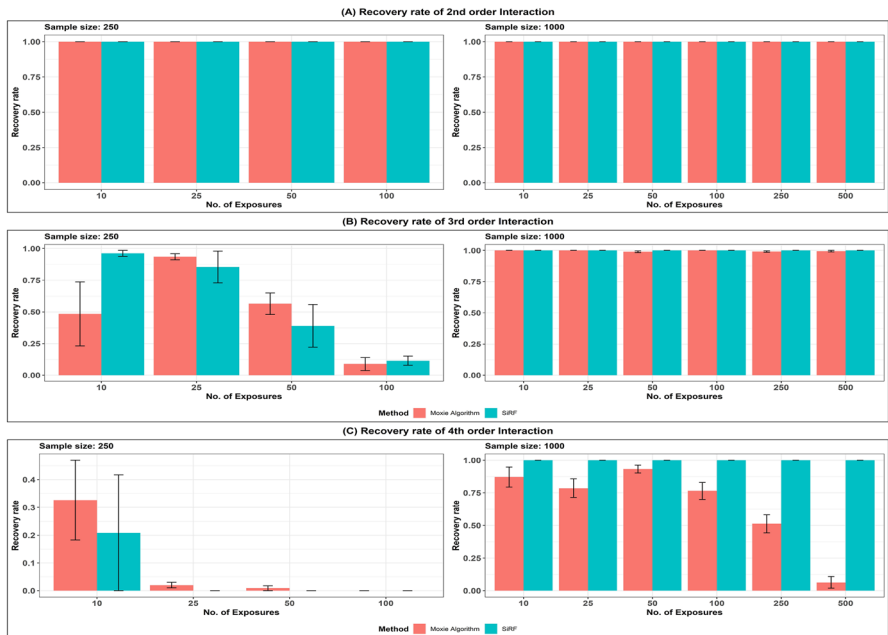 (A) Recovery rate of 2nd order Interaction
Sample size: 250
Sample size: 1000
Recovery rate
1.00
0.75
0.50
0.25
0.00
10 25 50 100
No. of Exposures
Recovery rate
1.00
0.75
0.50
0.25
0.00
10 25 50 100 250 500
No. of Exposures
(B) Recovery rate of 3rd order Interaction
Sample size: 250
Sample size: 1000
Recovery rate
1.00
0.75
0.50
0.25
0.00
10 25 50 100
No. of Exposures
Recovery rate
1.00
0.75
0.50
0.25
0.00
10 25 50 100 250 500
No. of Exposures
Method Moxie Algorithm SiRF
(C) Recovery rate of 4th order Interaction
Sample size: 250
Sample size: 1000
Recovery rate
0.4
0.3
0.2
0.1
0.0
10 25 50 100
No. of Exposures
Recovery rate
1.00
0.75
0.50
0.25
0.00
10 25 50 100 250 500
No. of Exposures
Method Moxie Algorithm SiRF